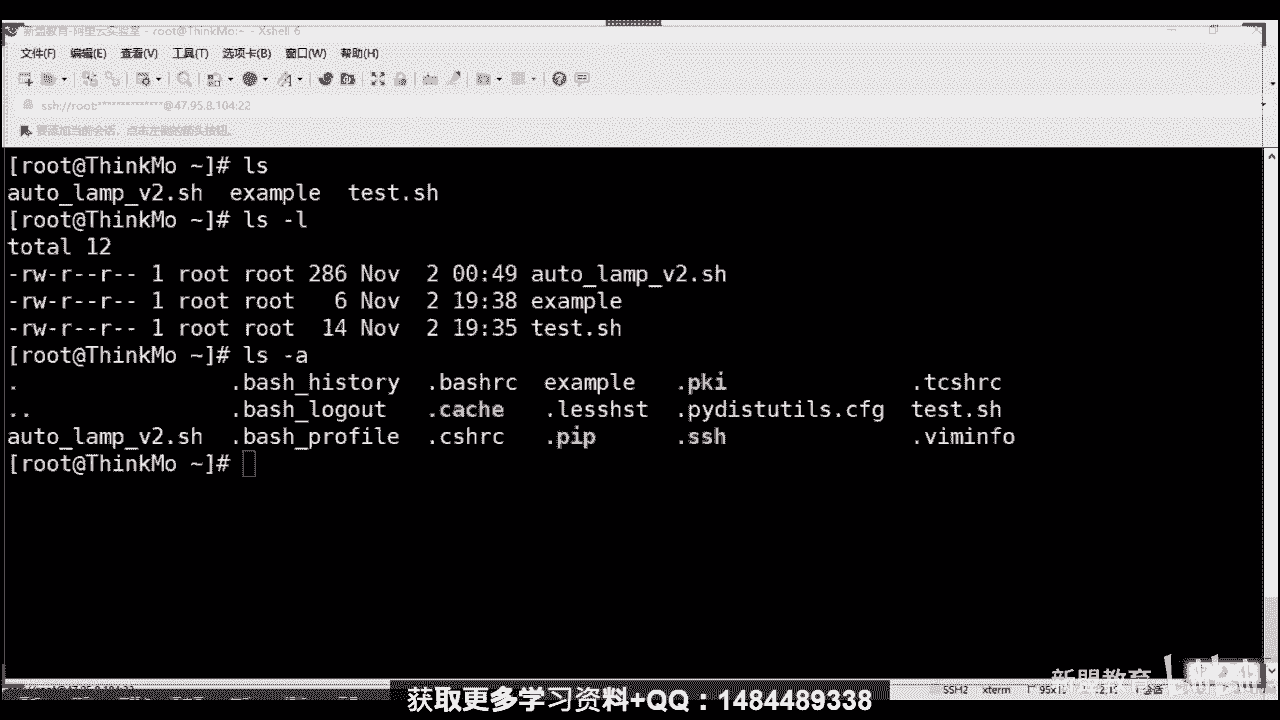 新盟教育-阿里云实验室 - root@ThinkMo:~ - Xshell 6
文件(F) 编辑(E) 查看(V) 工具(T) 选项卡(B) 窗口(W) 帮助(H)
ssh://root:**************@47.95.8.104:22
要添加当前会话，点击左侧的箭头按钮。
[root@ThinkMo ~]# ls
auto_lamp_v2.sh example test.sh
[root@ThinkMo ~]# ls -l
total 12
-rw-r--r-- 1 root root 286 Nov 2 00:49 auto_lamp_v2.sh
-rw-r--r-- 1 root root 6 Nov 2 19:38 example
-rw-r--r-- 1 root root 14 Nov 2 19:35 test.sh
[root@ThinkMo ~]# ls -a
. .bash_history .bashrc example .pki .tcshrc
.. .bash_logout .cache .lesshst .pydistutils.cfg test.sh
auto_lamp_v2.sh .bash_profile .cshrc .pip .ssh .viminfo
[root@ThinkMo ~]#
新盟教育
SSH2 xterm
获取更多学习资料+QQ：1484489338